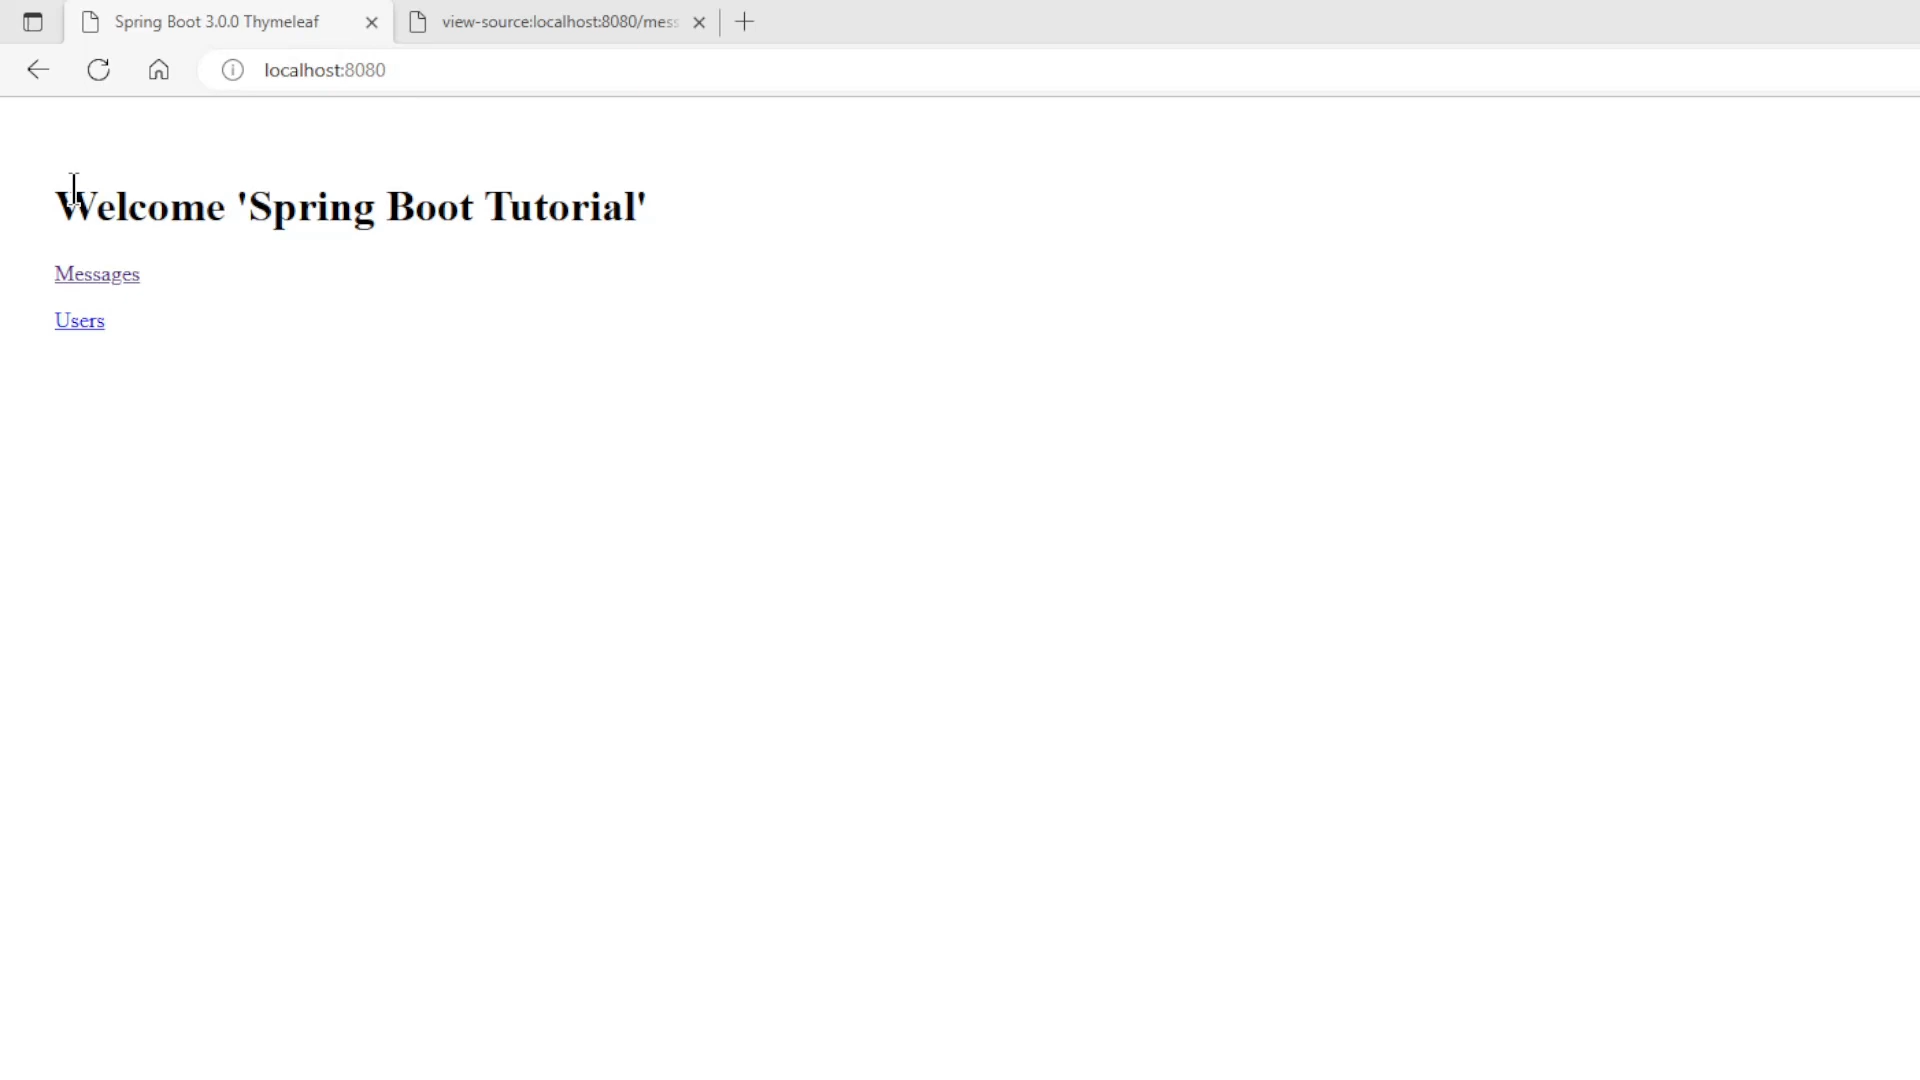 Spring Boot 3.0.0 Thymeleaf
view-source:localhost:8080/mess
localhost:8080
Welcome 'Spring Boot Tutorial'
Messages
Users